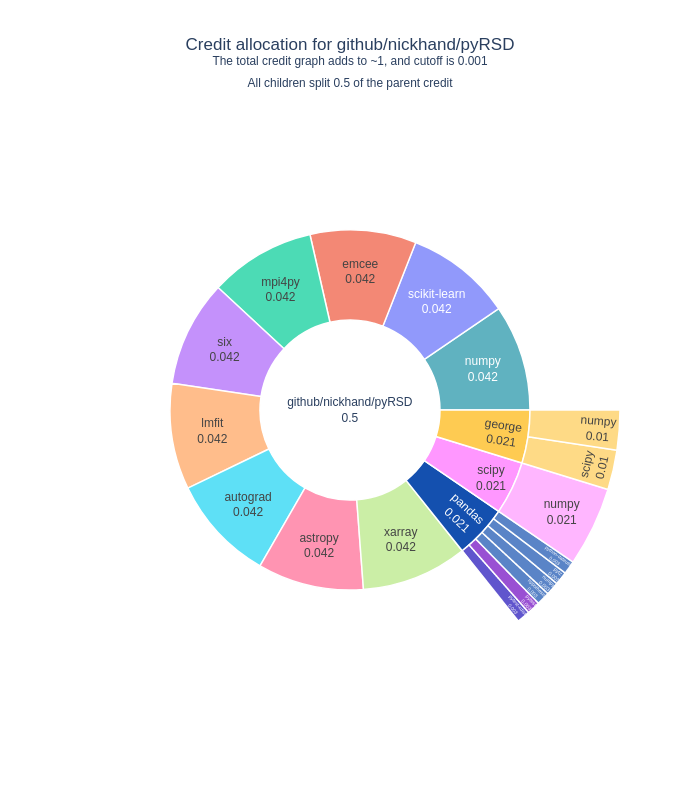 Credit allocation for github/nickhand/pyRSD
The total credit graph adds to ~1, and cutoff is 0.001
All children split 0.5 of the parent credit
emcee
0.042
mpi4py
0.042
scikit-learn
0.042
six
0.042
numpy
0.042
github/nickhand/pyRSD
0.5
lmfit
0.042
george
0.021
numpy
0.01
scipy
0.01
scipy
0.021
autograd
0.042
pandas
0.021
numpy
0.021
astropy
0.042
xarray
0.042